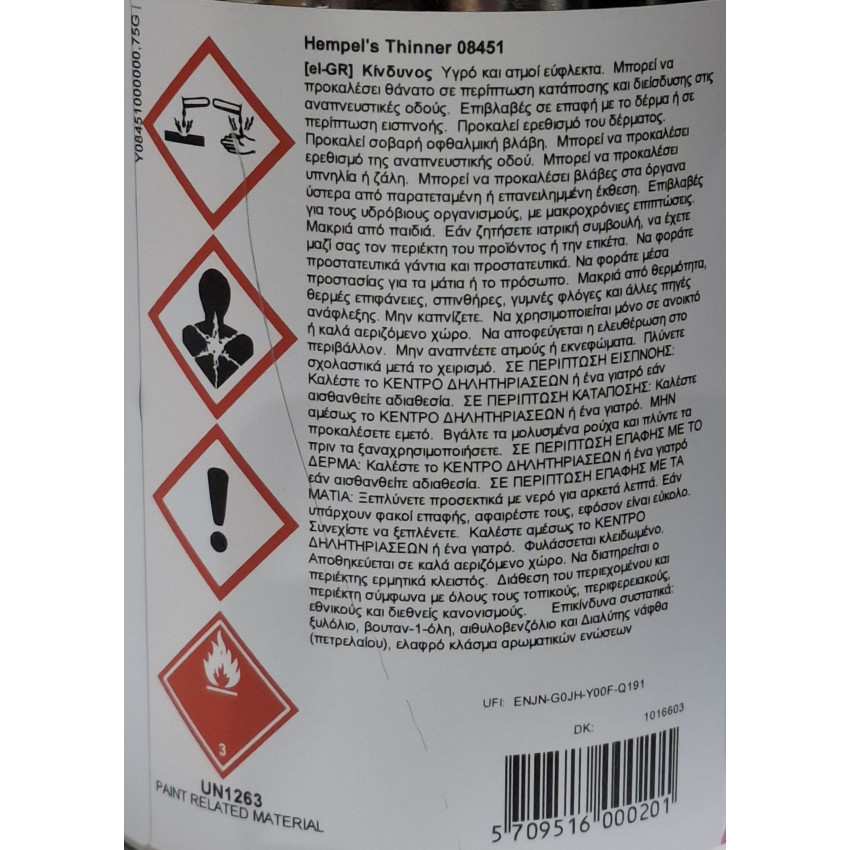 Y08451000000,75G1
Hempel's Thinner 08451
[el-GR] Κίνδυνος Υγρό και ατμοί εύφλεκτα. Μπορεί να
προκαλέσει θάνατο σε περίπτωση κατάποσης και διείσδυσης στις
αναπνευστικές οδούς. Επιβλαβές σε επαφή με το δέρμα ή σε
περίπτωση εισπνοής. Προκαλεί ερεθισμό του δέρματος.
Προκαλεί σοβαρή οφθαλμική βλάβη. Μπορεί να προκαλέσει
ερεθισμό της αναπνευστικής οδού. Μπορεί να προκαλέσει
υπνηλία ή ζάλη. Μπορεί να προκαλέσει βλάβες στα όργανα
ύστερα από παρατεταμένη ή επανειλημμένη έκθεση. Επιβλαβές
για τους υδρόβιους οργανισμούς, με μακροχρόνιες επιπτώσεις.
Μακριά από παιδιά. Εάν ζητήσετε ιατρική συμβουλή, να έχετε
μαζί σας τον περιέκτη του προϊόντος ή την ετικέτα. Να φοράτε
προστατευτικά γάντια και προστατευτικά. Να φοράτε μέσα
προστασίας για τα μάτια ή το πρόσωπο. Μακριά από θερμότητα,
θερμές επιφάνειες, σπινθήρες, γυμνές φλόγες και άλλες πηγές
ανάφλεξης. Μην καπνίζετε. Να χρησιμοποιείται μόνο σε ανοικτό
ή καλά αεριζόμενο χώρο. Να αποφεύγεται η ελευθέρωση στο
περιβάλλον. Μην αναπνέετε ατμούς ή εκνεφώματα. Πλύνετε
σχολαστικά μετά το χειρισμό. ΣΕ ΠΕΡΙΠΤΩΣΗ ΕΙΣΠΝΟΗΣ:
Καλέστε το ΚΕΝΤΡΟ ΔΗΛΗΤΗΡΙΑΣΕΩΝ ή ένα γιατρό εάν
αισθανθείτε αδιαθεσία. ΣΕ ΠΕΡΙΠΤΩΣΗ ΚΑΤΑΠΟΣΗΣ: Καλέστε
αμέσως το ΚΕΝΤΡΟ ΔΗΛΗΤΗΡΙΑΣΕΩΝ ή ένα γιατρό. ΜΗΝ
προκαλέσετε εμετό. Βγάλτε τα μολυσμένα ρούχα και πλύντε τα
πριν τα ξαναχρησιμοποιήσετε. ΣΕ ΠΕΡΙΠΤΩΣΗ ΕΠΑΦΗΣ ΜΕ ΤΟ
ΔΕΡΜΑ: Καλέστε το ΚΕΝΤΡΟ ΔΗΛΗΤΗΡΙΑΣΕΩΝ ή ένα γιατρό
εάν αισθανθείτε αδιαθεσία. ΣΕ ΠΕΡΙΠΤΩΣΗ ΕΠΑΦΗΣ ΜΕ ΤΑ
ΜΑΤΙΑ: Ξεπλύνετε προσεκτικά με νερό για αρκετά λεπτά. Εάν
υπάρχουν φακοί επαφής, αφαιρέστε τους, εφόσον είναι εύκολο.
Συνεχίστε να ξεπλένετε. Καλέστε αμέσως το ΚΕΝΤΡΟ
ΔΗΛΗΤΗΡΙΑΣΕΩΝ ή ένα γιατρό. Φυλάσσεται κλειδωμένο.
Αποθηκεύεται σε καλά αεριζόμενο χώρο. Να διατηρείται ο
περιέκτης ερμητικά κλειστός. Διάθεση του περιεχομένου και
περιέκτη σύμφωνα με όλους τους τοπικούς, περιφερειακούς,
εθνικούς και διεθνείς κανονισμούς. Επικίνδυνα συστατικά:
ξυλόλιο, βουταν-1-όλη, αιθυλοβενζόλιο και Διαλύτης νάφθα
(πετρελαίου), ελαφρό κλάσμα αρωματικών ενώσεων
UFI: ENJN-G0JH-Y00F-Q191
DK: 1016603
3
UN1263
PAINT RELATED MATERIAL
5 709516 000201